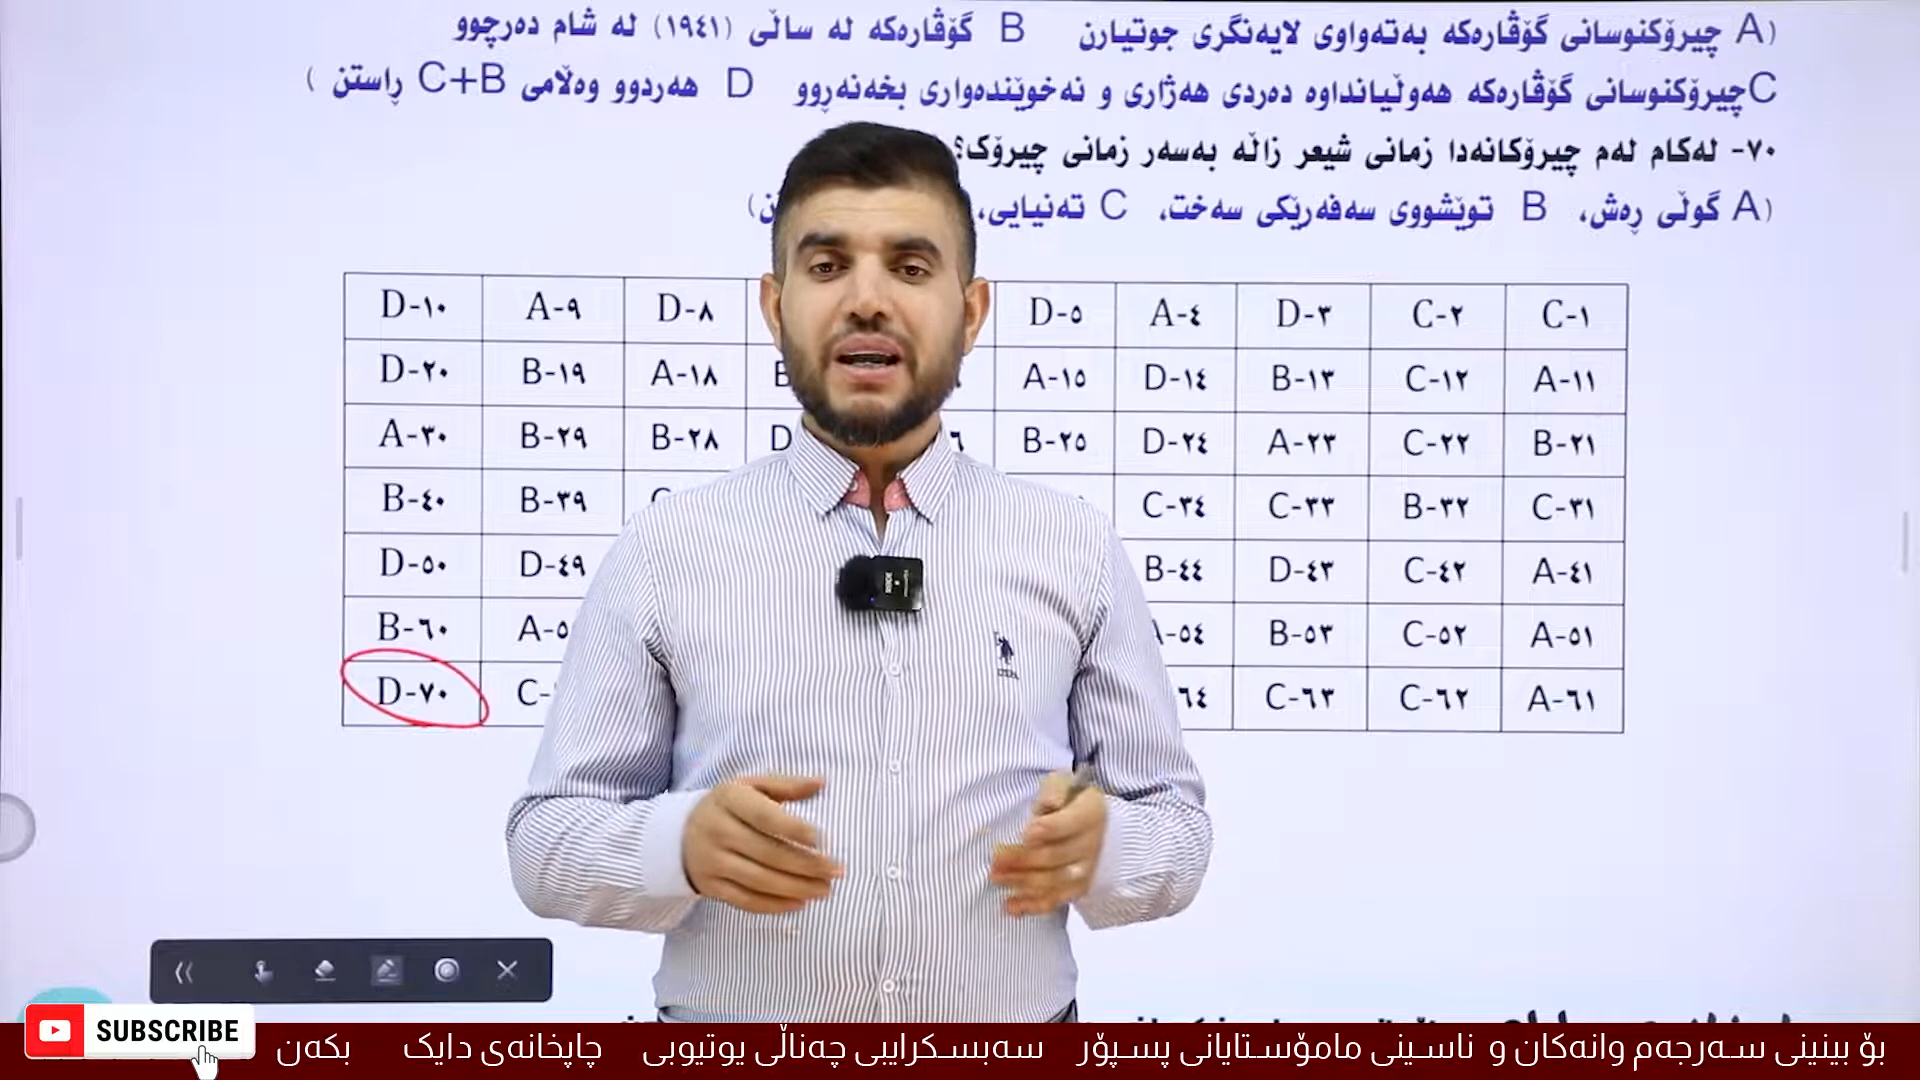 (A چیرۆکنوسانی گۆڤارەکە بەتەواوی لایەنگری جوتیارن B گۆڤارەکە لە ساڵی (١٩٤١) لە شام دەرچوو
C چیرۆکنوسانی گۆڤارەکە هەوڵیانداوە دەردی هەژاری و نەخوێندەواری بخەنەڕوو D هەردوو وەڵامی C+B ڕاستن )
٧٠- لەکام لەم چیرۆکانەدا زمانی شیعر زاڵە بەسەر زمانی چیرۆک؟
(A گوڵی ڕەش، B توێشووی سەفەرێکی سەخت، C تەنیایی،
١-C ٢-C ٣-D ٤-A ٥-D ٨-D ٩-A ١٠-D
١١-A ١٢-C ١٣-B ١٤-D ١٥-A ١٨-A ١٩-B ٢٠-D
٢١-B ٢٢-C ٢٣-A ٢٤-D ٢٥-B ٢٨-B ٢٩-B ٣٠-A
٣١-C ٣٢-B ٣٣-C ٣٤-C ٣٩-B ٤٠-B
٤١-A ٤٢-C ٤٣-D ٤٤-B ٤٩-D ٥٠-D
٥١-A ٥٢-C ٥٣-B ٥٤ A-٥ ٦٠-B
٦١-A ٦٢-C ٦٣-C ٦٤ C- ٧٠-D
SUBSCRIBE
بۆ بینینی سەرجەم وانەکان و ناسینی مامۆستایانی پسپۆر سەبسکرایبی چەناڵی یوتیوبی چاپخانەی دایک بکەن